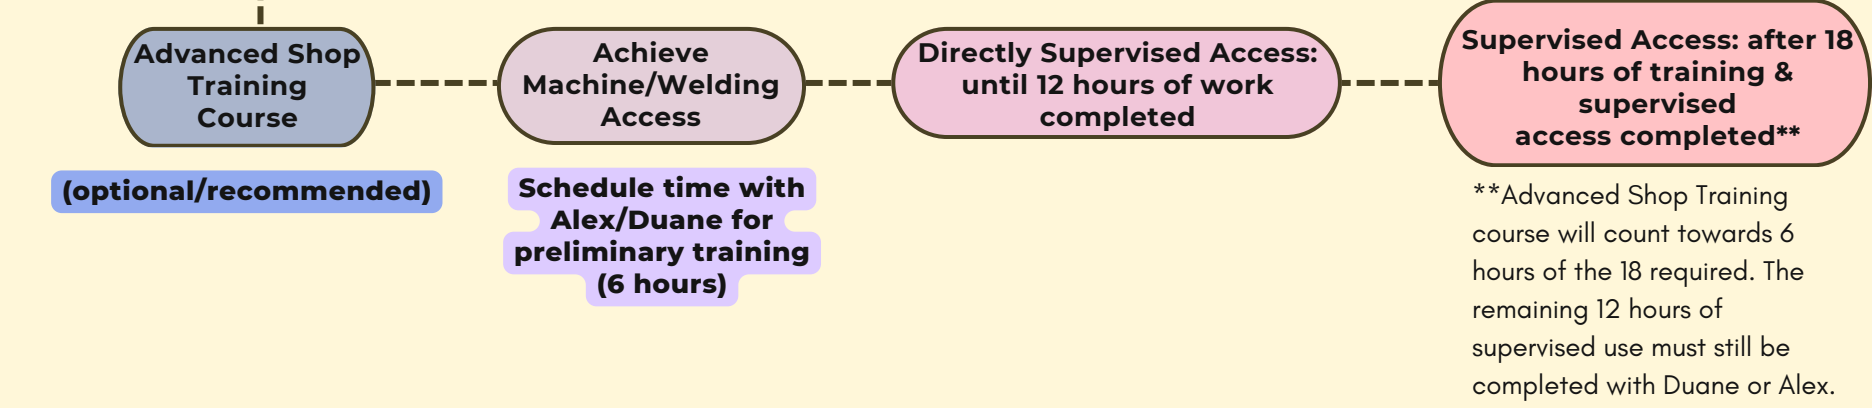 Advanced Shop
Training
Course
(optional/recommended)
Achieve
Machine/Welding
Access
Schedule time with
Alex/Duane for
preliminary training
(6 hours)
Directly Supervised Access:
until 12 hours of work
completed
Supervised Access: after 18
hours of training &
supervised
access completed**
**Advanced Shop Training
course will count towards 6
hours of the 18 required. The
remaining 12 hours of
supervised use must still be
completed with Duane or Alex.